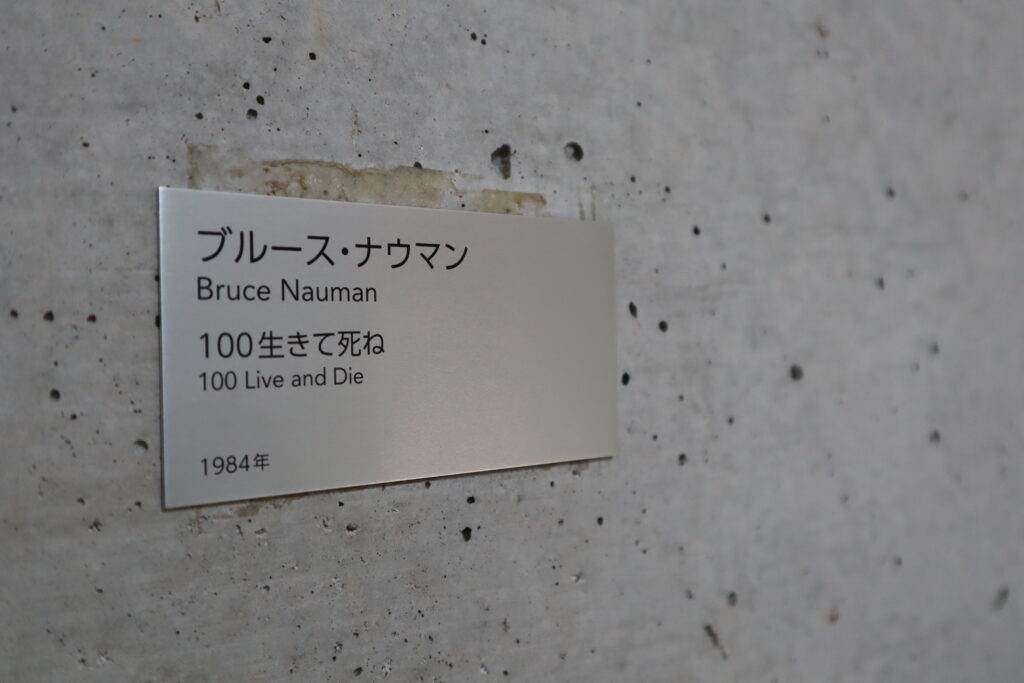 ブルース・ナウマン
Bruce Nauman
100生きて死ね
100 Live and Die
1984年